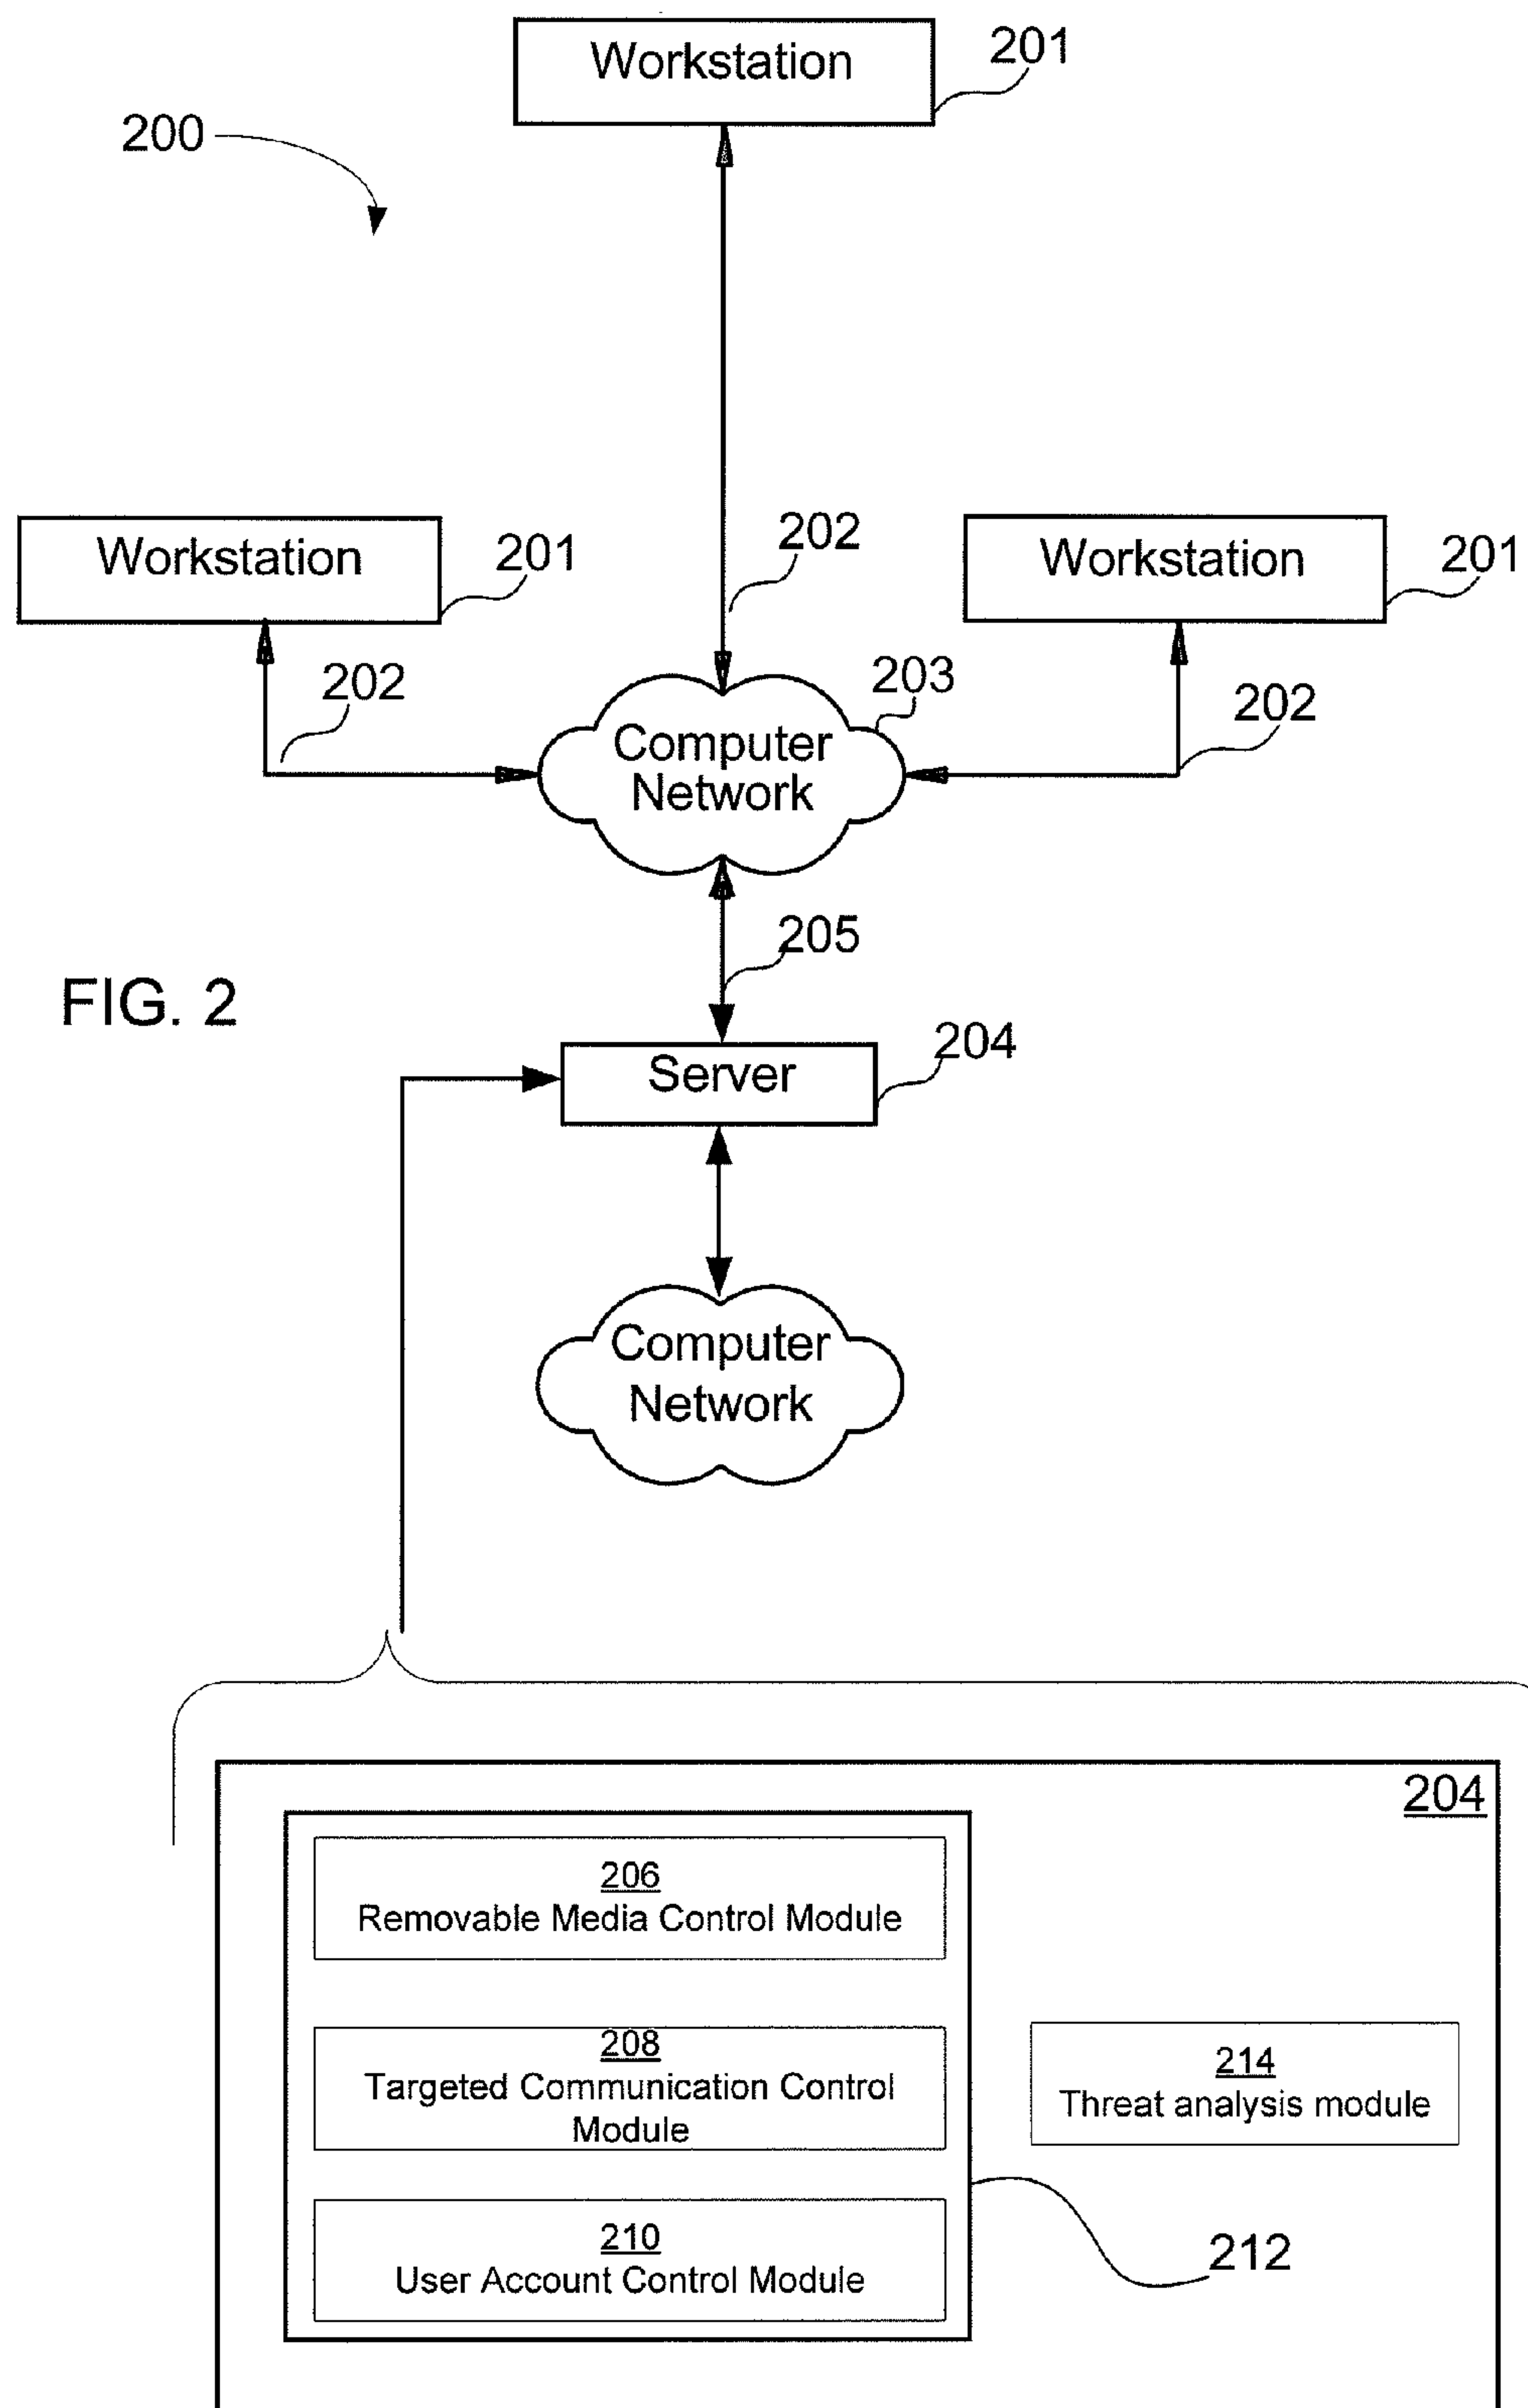 Workstation
201
200
Workstation
201
202
Workstation
201
202
203
202
Computer
Network
205
FIG. 2
204
Server
Computer
Network
204
206
Removable Media Control Module
208
Targeted Communication Control
Module
214
Threat analysis module
210
User Account Control Module
212